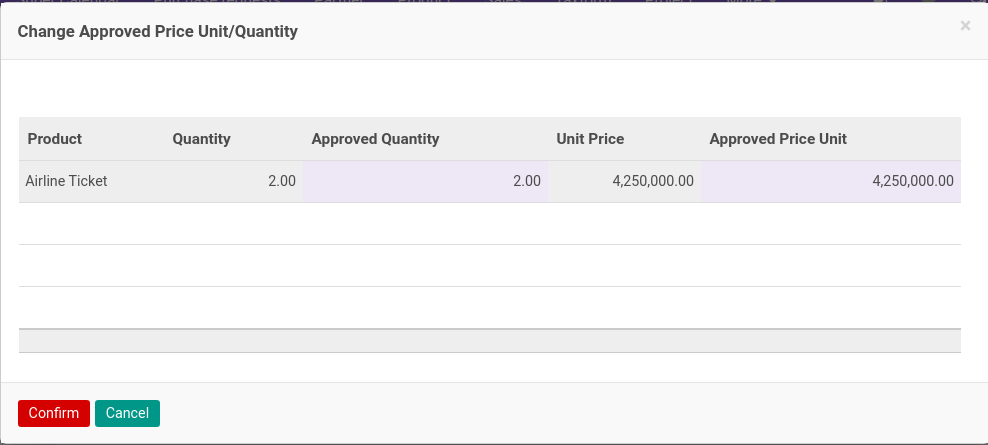 Change Approved Price Unit/Quantity
×
Product Quantity Approved Quantity Unit Price Approved Price Unit
Airline Ticket 2.00 2.00 4,250,000.00 4,250,000.00
Confirm Cancel